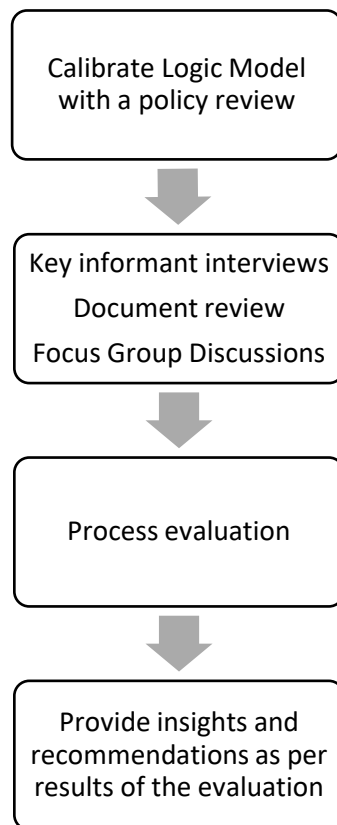 Calibrate Logic Model
with a policy review
Key informant interviews
Document review
Focus Group Discussions
Process evaluation
Provide insights and
recommendations as per
results of the evaluation